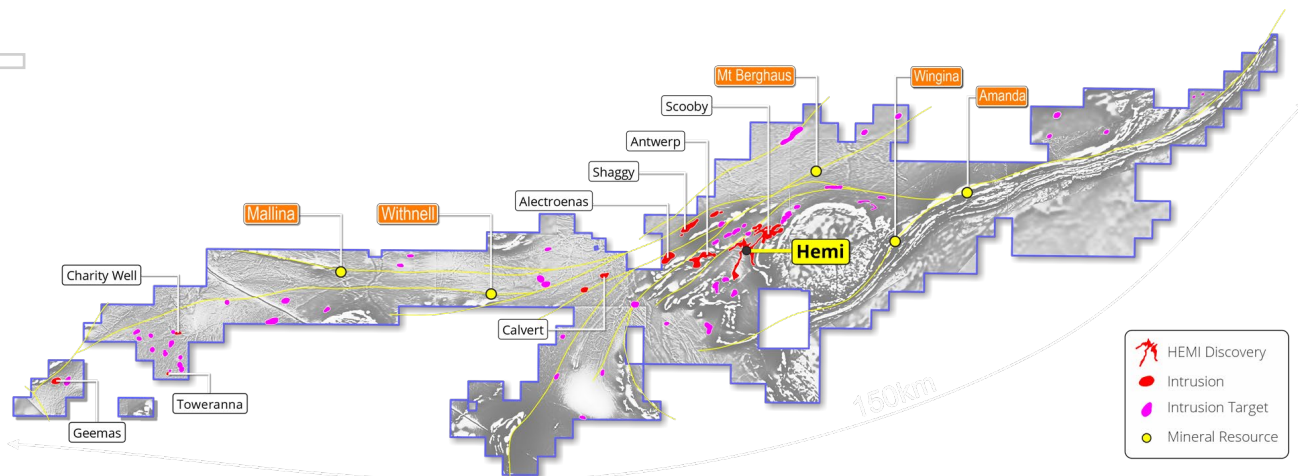 Mt Berghaus
Wingina
Amanda
Scooby
Antwerp
Shaggy
Alectroenas
Mallina
Withnell
Hemi
Charity Well
Calvert
Toweranna
Geemas
150km
HEMI Discovery
Intrusion
Intrusion Target
Mineral Resource